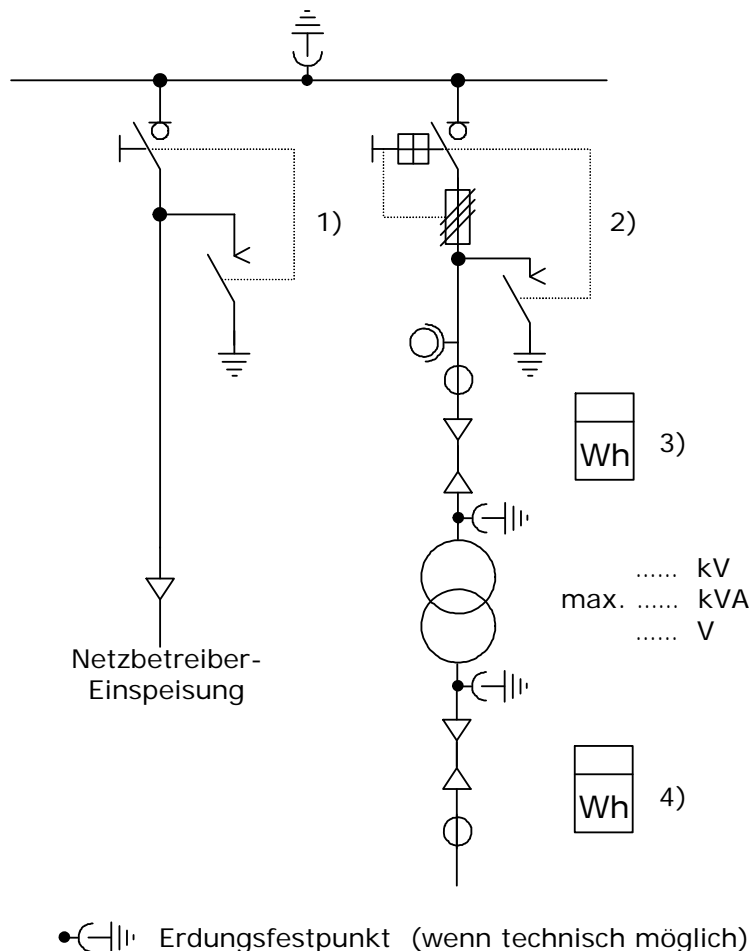 1)
2)
Wh
3)
...... kV
max. ...... kVA
...... V
Netzbetreiber-
Einspeisung
Wh
4)
Erdungsfestpunkt (wenn technisch möglich)